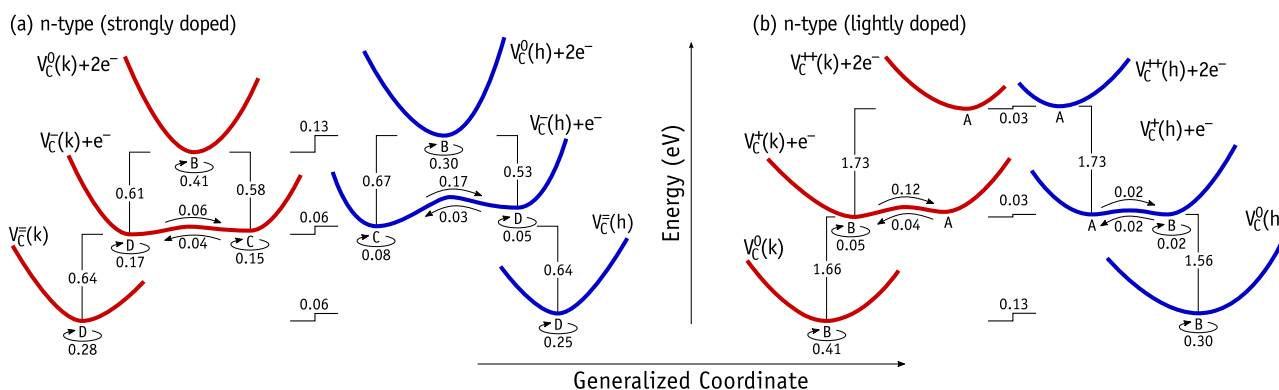 (a) n-type (strongly doped)
V_C^0(k)+2e⁻
V_C^0(h)+2e⁻
V_C^−(k)+e⁻
V_C^−(h)+e⁻
V_C^=(k)
V_C^=(h)
B
0.41
0.13
B
0.30
0.61
0.58
0.67
0.53
0.06
0.04
0.17
0.03
0.06
D
0.17
C
0.15
C
0.08
D
0.05
0.64
0.64
0.06
D
0.28
D
0.25
Energy (eV)
Generalized Coordinate
(b) n-type (lightly doped)
V_C^++(k)+2e⁻
V_C^++(h)+2e⁻
V_C^+(k)+e⁻
V_C^+(h)+e⁻
V_C^0(k)
V_C^0(h)
A
0.03
A
1.73
1.73
0.12
0.04
0.03
0.02
0.02
B
0.05
A
A
B
0.02
1.66
1.56
0.13
B
0.41
B
0.30